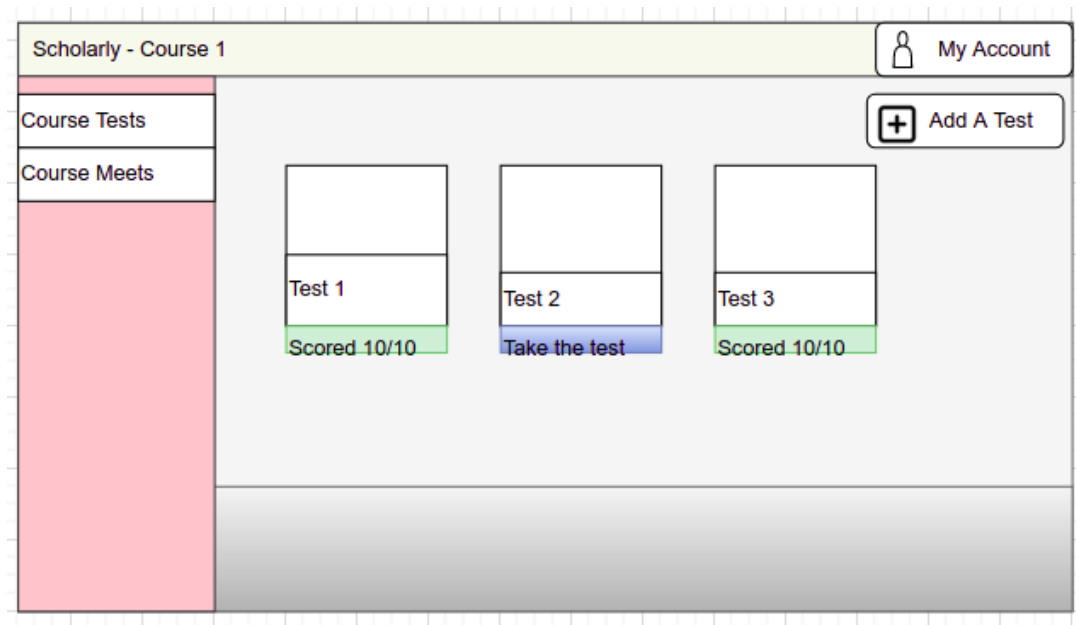 Scholarly - Course 1
My Account
Course Tests
Course Meets
Add A Test
Test 1
Test 2
Test 3
Scored 10/10
Take the test
Scored 10/10